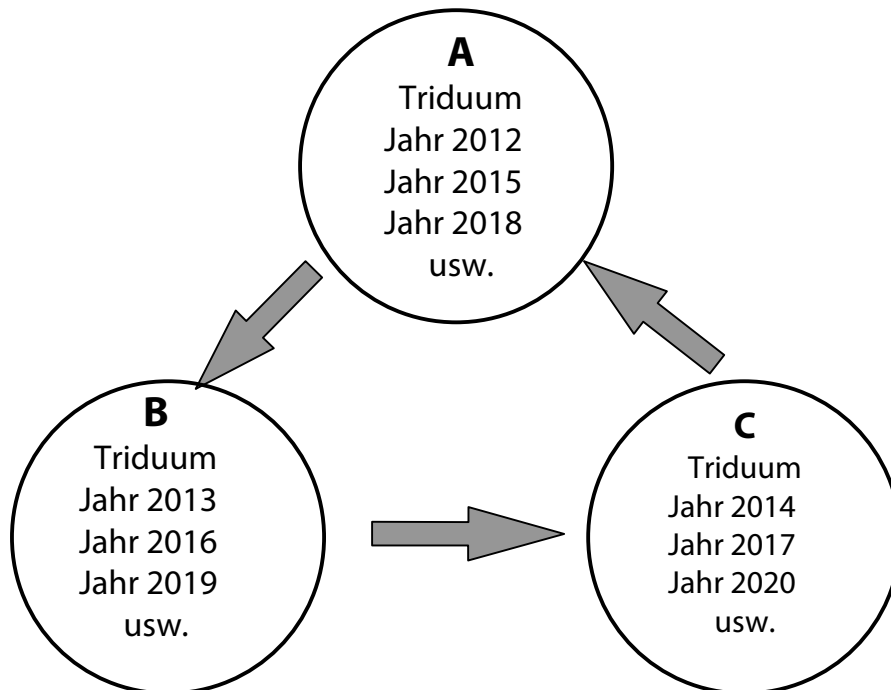 A
Triduum
Jahr 2012
Jahr 2015
Jahr 2018
usw.
B
Triduum
Jahr 2013
Jahr 2016
Jahr 2019
usw.
C
Triduum
Jahr 2014
Jahr 2017
Jahr 2020
usw.